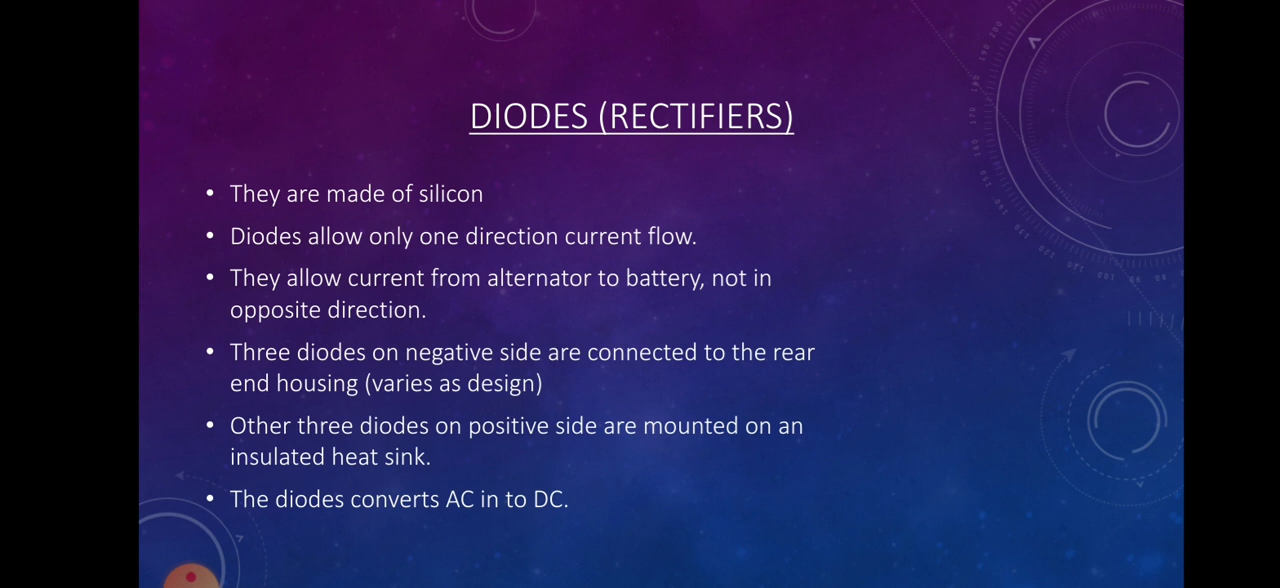 DIODES (RECTIFIERS)
• They are made of silicon
• Diodes allow only one direction current flow.
• They allow current from alternator to battery, not in
opposite direction.
• Three diodes on negative side are connected to the rear
end housing (varies as design)
• Other three diodes on positive side are mounted on an
insulated heat sink.
• The diodes converts AC in to DC.